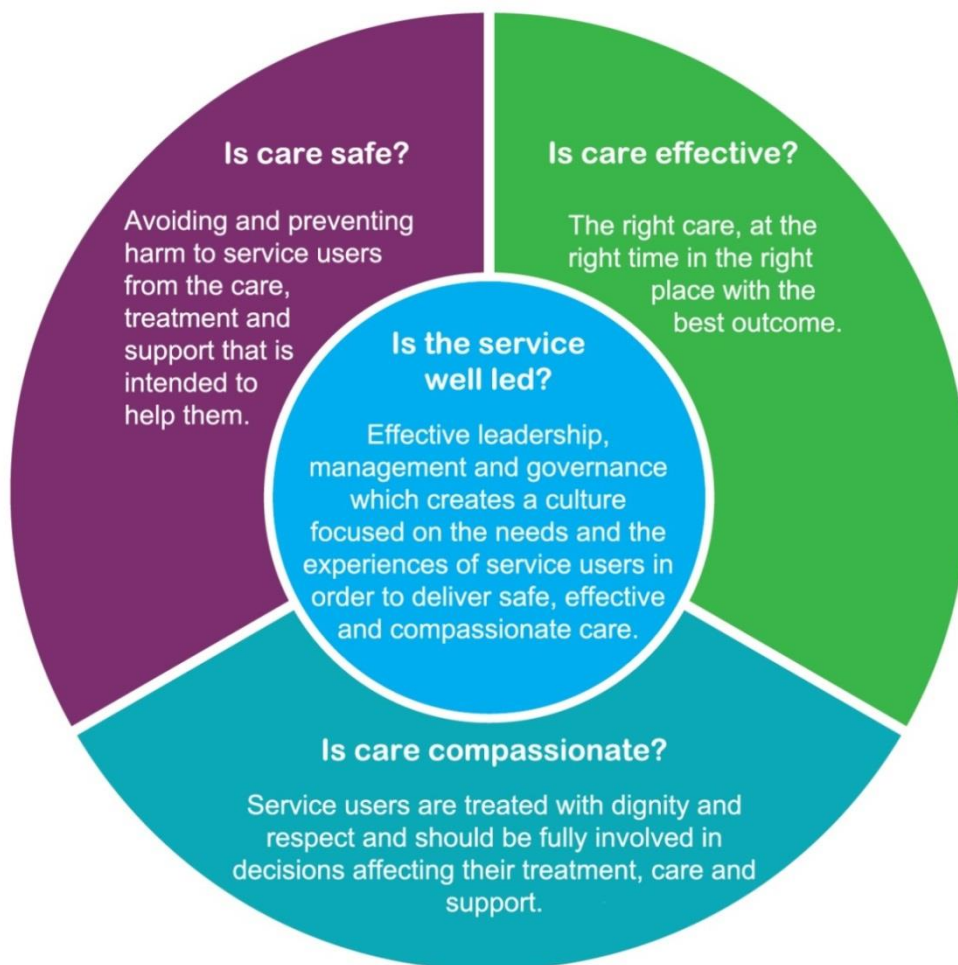 Is care safe?
Avoiding and preventing
harm to service users
from the care,
treatment and
support that is
intended to
help them.
Is care effective?
The right care, at the
right time in the right
place with the
best outcome.
Is the service
well led?
Effective leadership,
management and governance
which creates a culture
focused on the needs and the
experiences of service users in
order to deliver safe, effective
and compassionate care.
Is care compassionate?
Service users are treated with dignity and
respect and should be fully involved in
decisions affecting their treatment, care and
support.